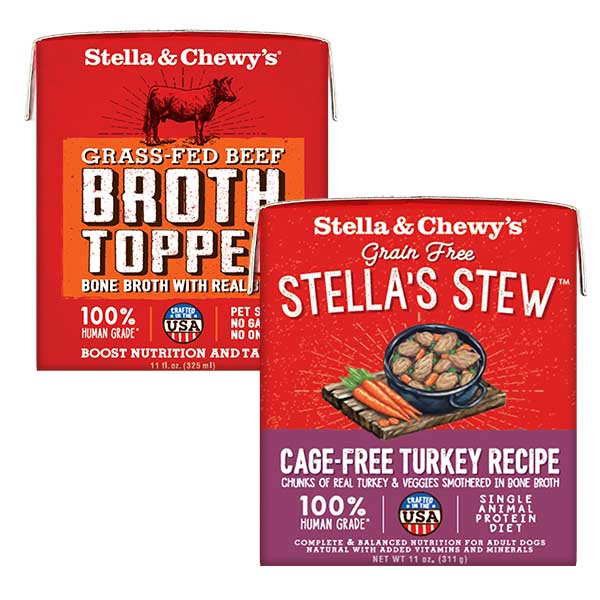 Stella & Chewy's®
GRASS-FED BEEF
BROTH
TOPPE
BONE BROTH WITH REAL
100%
HUMAN GRADE*
CRAFTED
IN THE
USA
PET S
NO GA
NO ON
BOOST NUTRITION AND TA
11 fl. oz. (325 ml)
Stella & Chewy's®
Grain Free
STELLA'S STEW™
CAGE-FREE TURKEY RECIPE
CHUNKS OF REAL TURKEY & VEGGIES SMOTHERED IN BONE BROTH
100%
HUMAN GRADE*
CRAFTED
IN THE
USA
SINGLE
ANIMAL
PROTEIN
DIET
COMPLETE & BALANCED NUTRITION FOR ADULT DOGS
NATURAL WITH ADDED VITAMINS AND MINERALS
NET WT 11 oz. (311 g)